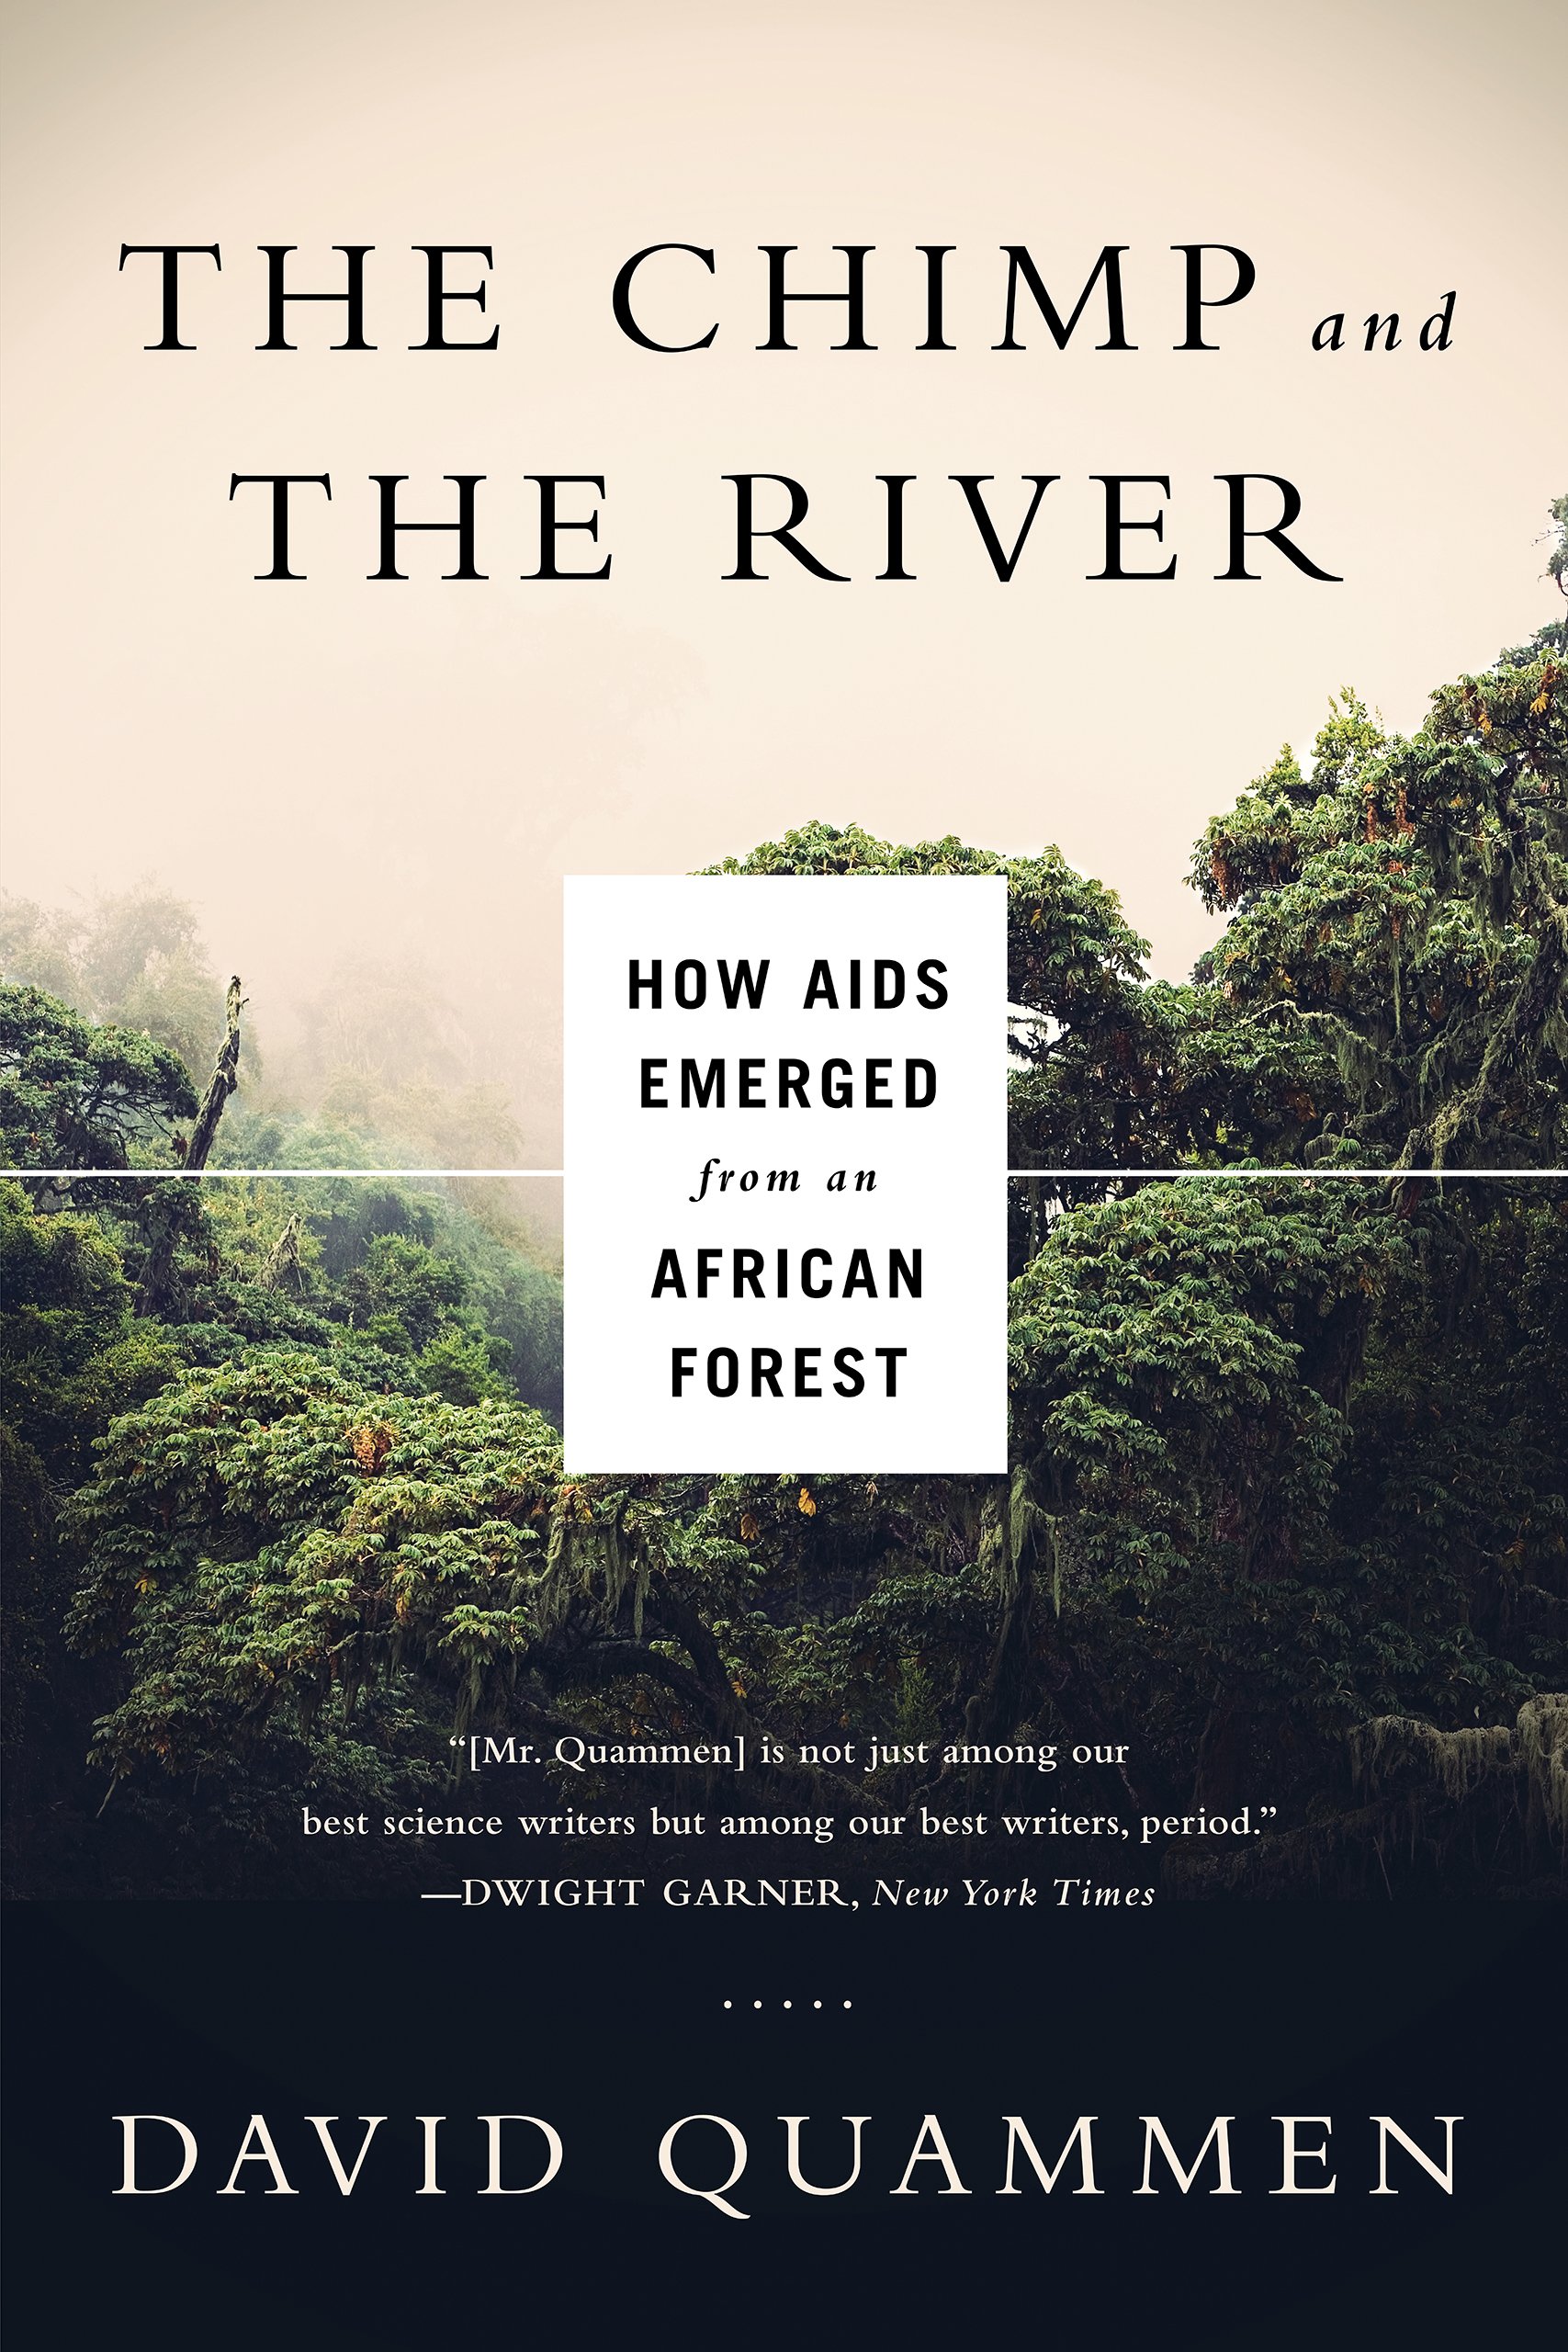 THE CHIMP and
THE RIVER
HOW AIDS
EMERGED
from an
AFRICAN
FOREST
“[Mr. Quammen] is not just among our
best science writers but among our best writers, period.”
—DWIGHT GARNER, New York Times
.....
DAVID QUAMMEN